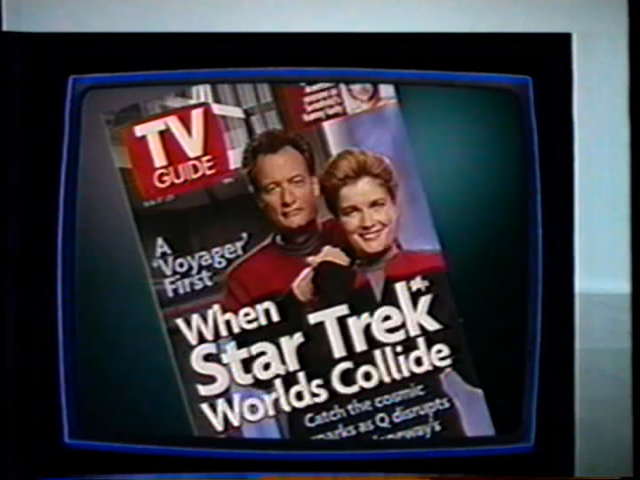 TV
GUIDE
A
'Voyager'
First
When
Star Trek*
Worlds Collide
Catch the cosmic
sparks as Q disrupts